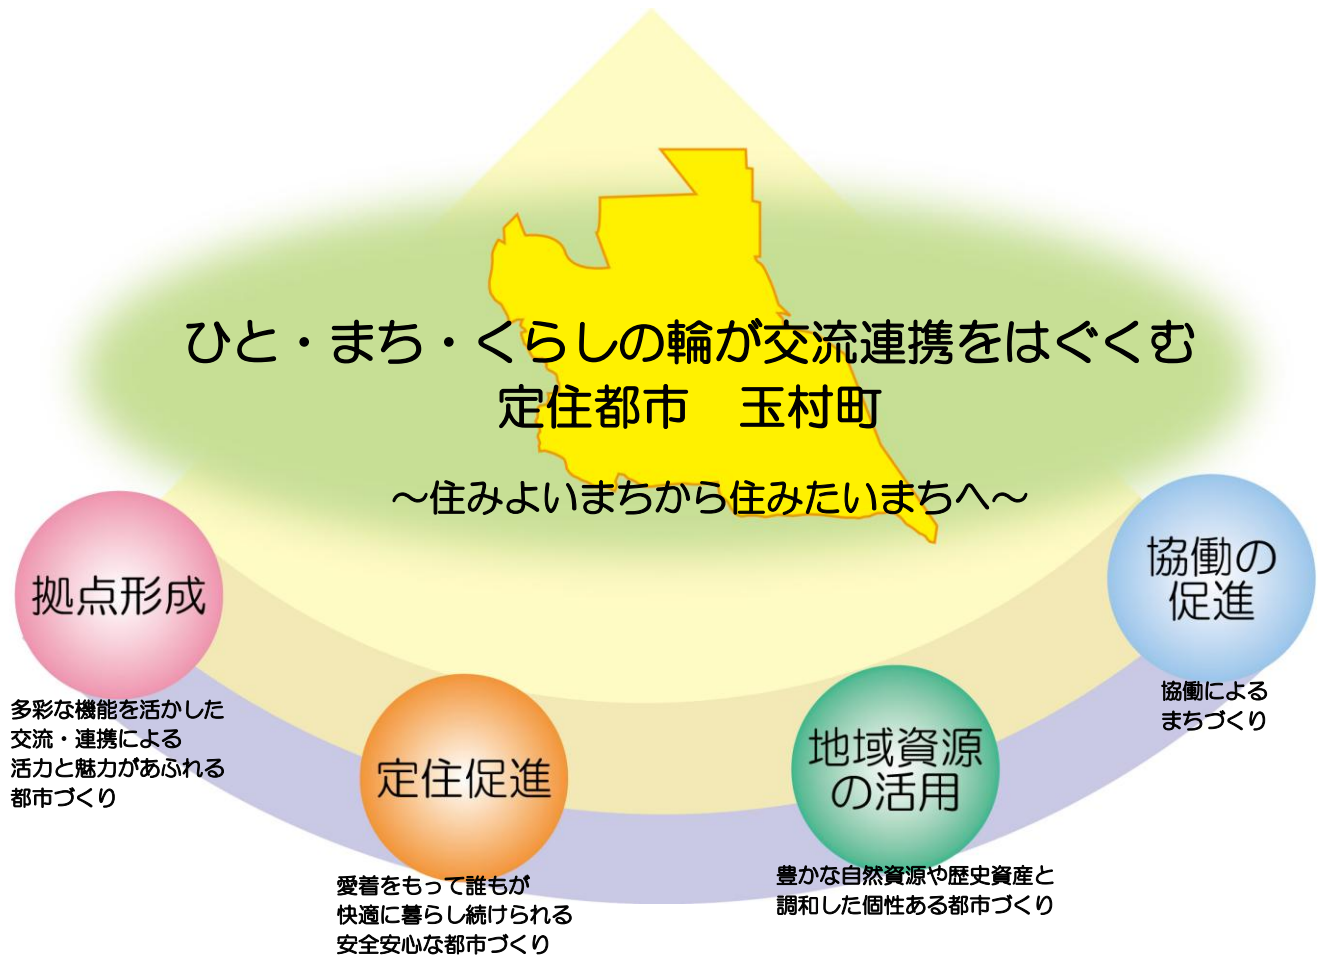 ひと・まち・くらしの輪が交流連携をはぐくむ
定住都市　玉村町
～住みよいまちから住みたいまちへ～
拠点形成
多彩な機能を活かした
交流・連携による
活力と魅力があふれる
都市づくり
定住促進
愛着をもって誰もが
快適に暮らし続けられる
安全安心な都市づくり
地域資源
の活用
豊かな自然資源や歴史資産と
調和した個性ある都市づくり
協働の
促進
協働による
まちづくり